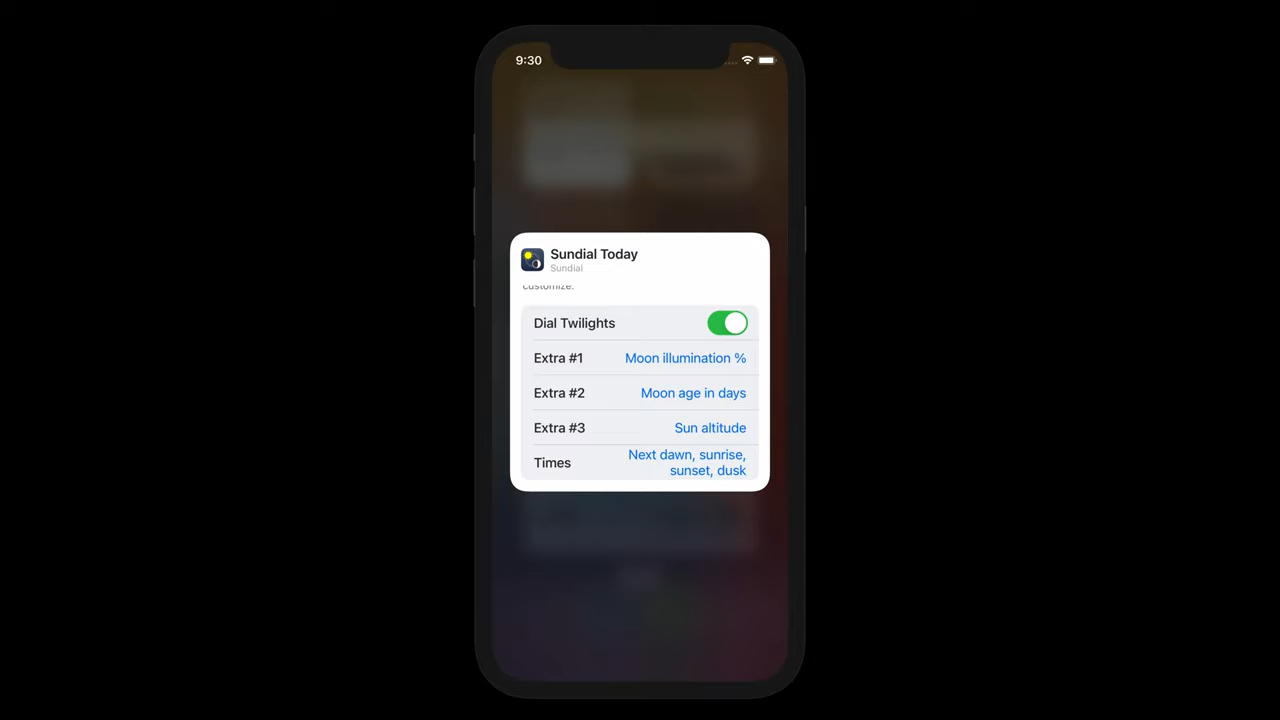 9:30
Sundial Today
Sundial
customize.
Dial Twilights
Extra #1 Moon illumination %
Extra #2 Moon age in days
Extra #3 Sun altitude
Times Next dawn, sunrise,
sunset, dusk